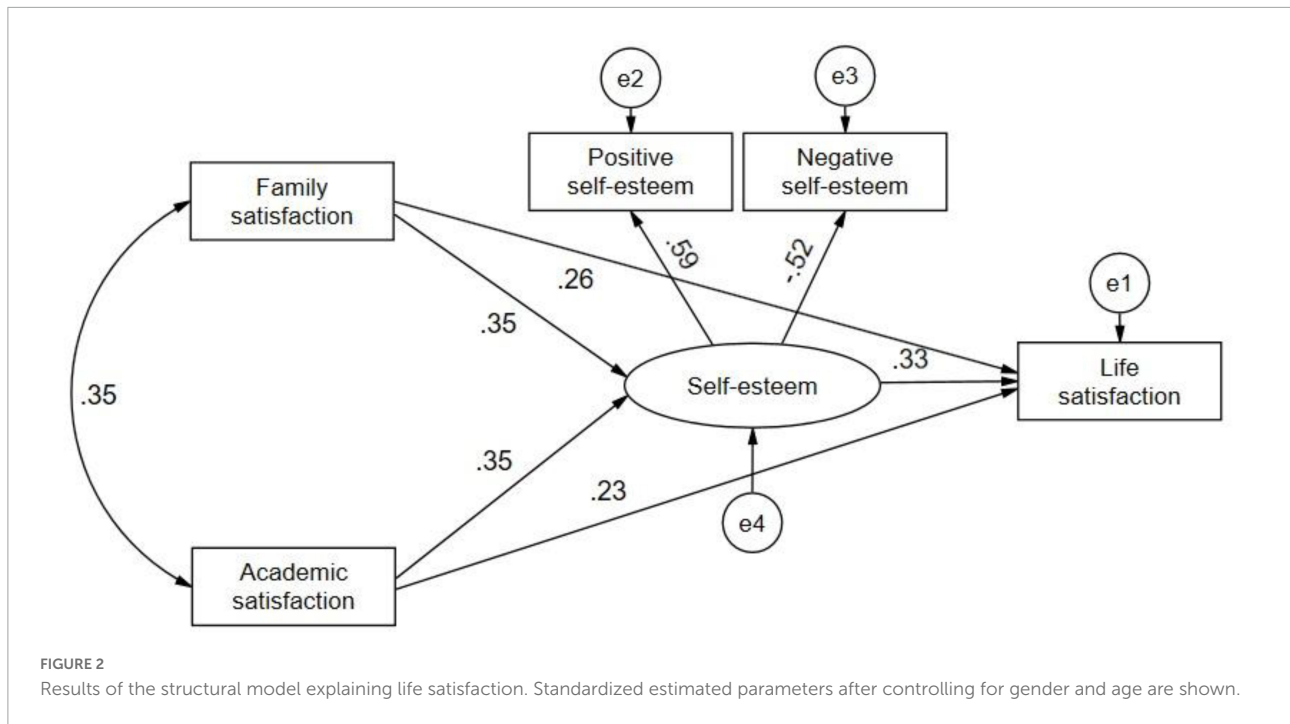 e2
e3
Positive
self-esteem
Negative
self-esteem
Family
satisfaction
.59
-.52
.26
.35
e1
.35
Self-esteem
.33
Life
satisfaction
.35
.23
e4
Academic
satisfaction
FIGURE 2
Results of the structural model explaining life satisfaction. Standardized estimated parameters after controlling for gender and age are shown.